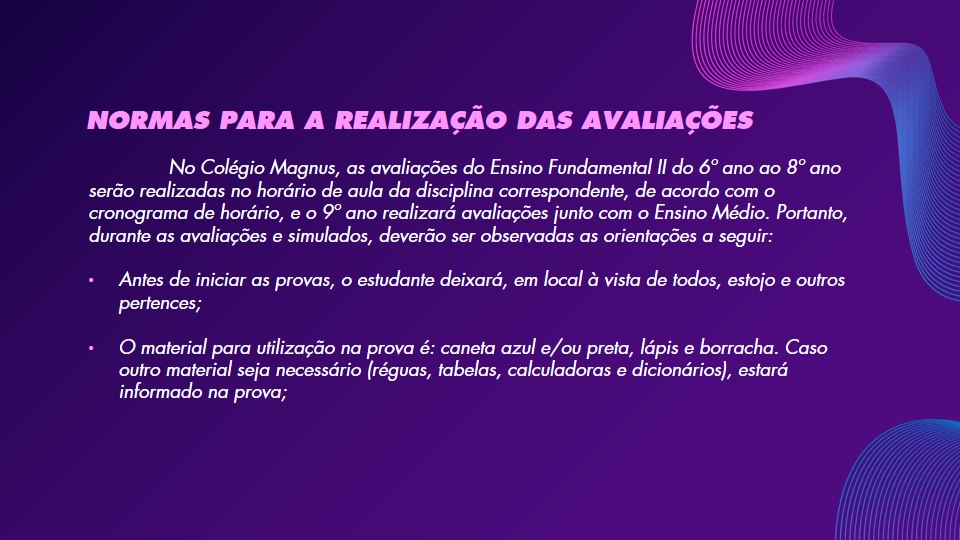 NORMAS PARA A REALIZAÇÃO DAS AVALIAÇÕES
No Colégio Magnus, as avaliações do Ensino Fundamental II do 6º ano ao 8º ano
serão realizadas no horário de aula da disciplina correspondente, de acordo com o
cronograma de horário, e o 9º ano realizará avaliações junto com o Ensino Médio. Portanto,
durante as avaliações e simulados, deverão ser observadas as orientações a seguir:
• Antes de iniciar as provas, o estudante deixará, em local à vista de todos, estojo e outros
pertences;
• O material para utilização na prova é: caneta azul e/ou preta, lápis e borracha. Caso
outro material seja necessário (réguas, tabelas, calculadoras e dicionários), estará
informado na prova;